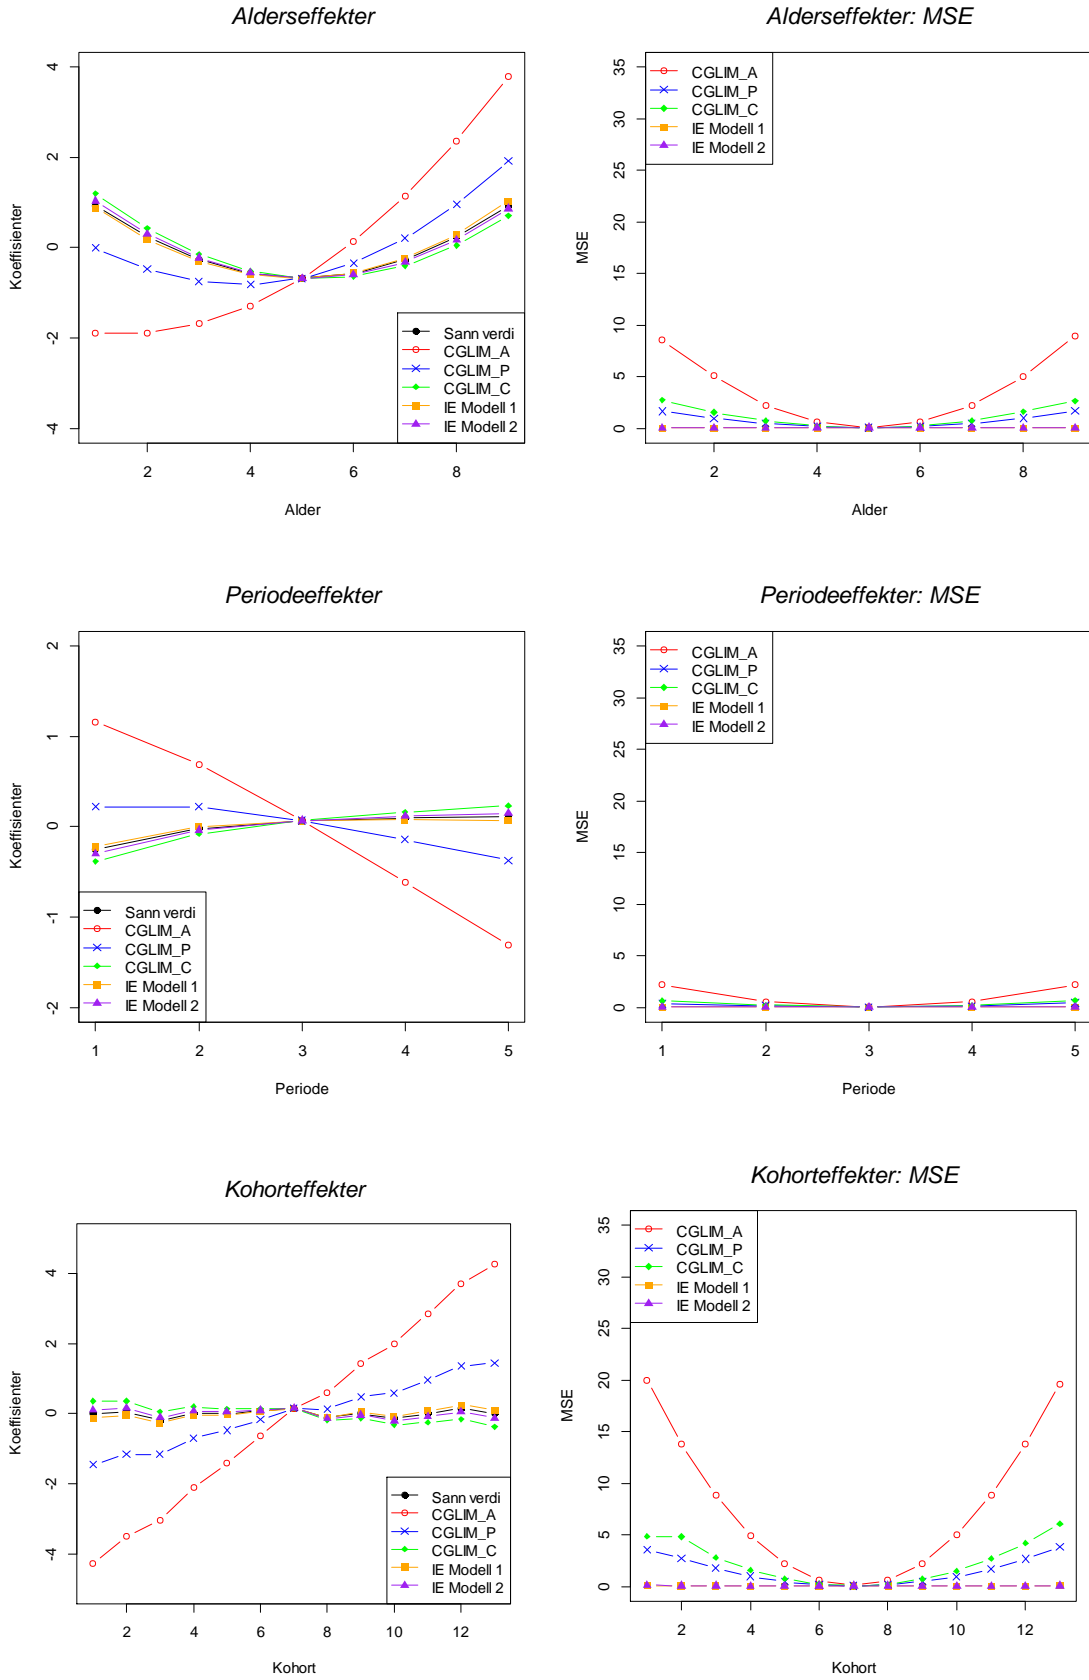 Alderseffekter
Koeffisienter
4
2
0
-2
-4
Sann verdi
CGLIM_A
CGLIM_P
CGLIM_C
IE Modell 1
IE Modell 2
2 4 6 8
Alder
Alderseffekter: MSE
MSE
35
30
25
20
15
10
5
0
CGLIM_A
CGLIM_P
CGLIM_C
IE Modell 1
IE Modell 2
2 4 6 8
Alder
Periodeeffekter
Koeffisienter
2
1
0
-1
-2
Sann verdi
CGLIM_A
CGLIM_P
CGLIM_C
IE Modell 1
IE Modell 2
1 2 3 4 5
Periode
Periodeeffekter: MSE
MSE
35
30
25
20
15
10
5
0
CGLIM_A
CGLIM_P
CGLIM_C
IE Modell 1
IE Modell 2
1 2 3 4 5
Periode
Kohorteffekter
Koeffisienter
4
2
0
-2
-4
Sann verdi
CGLIM_A
CGLIM_P
CGLIM_C
IE Modell 1
IE Modell 2
2 4 6 8 10 12
Kohort
Kohorteffekter: MSE
MSE
35
30
25
20
15
10
5
0
CGLIM_A
CGLIM_P
CGLIM_C
IE Modell 1
IE Modell 2
2 4 6 8 10 12
Kohort